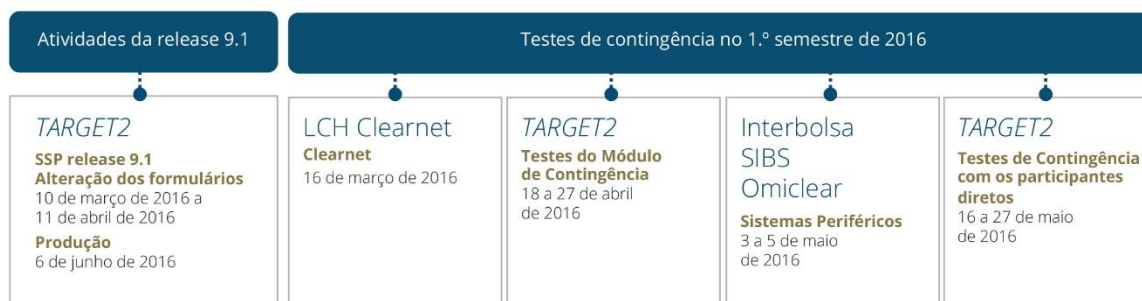 Atividades da release 9.1
Testes de contingência no 1.º semestre de 2016
TARGET2
SSP release 9.1
Alteração dos formulários
10 de março de 2016 a
11 de abril de 2016
Produção
6 de junho de 2016
LCH Clearnet
Clearnet
16 de março de 2016
TARGET2
Testes do Módulo
de Contingência
18 a 27 de abril
de 2016
Interbolsa
SIBS
Omiclear
Sistemas Periféricos
3 a 5 de maio
de 2016
TARGET2
Testes de Contingência
com os participantes
diretos
16 a 27 de maio
de 2016